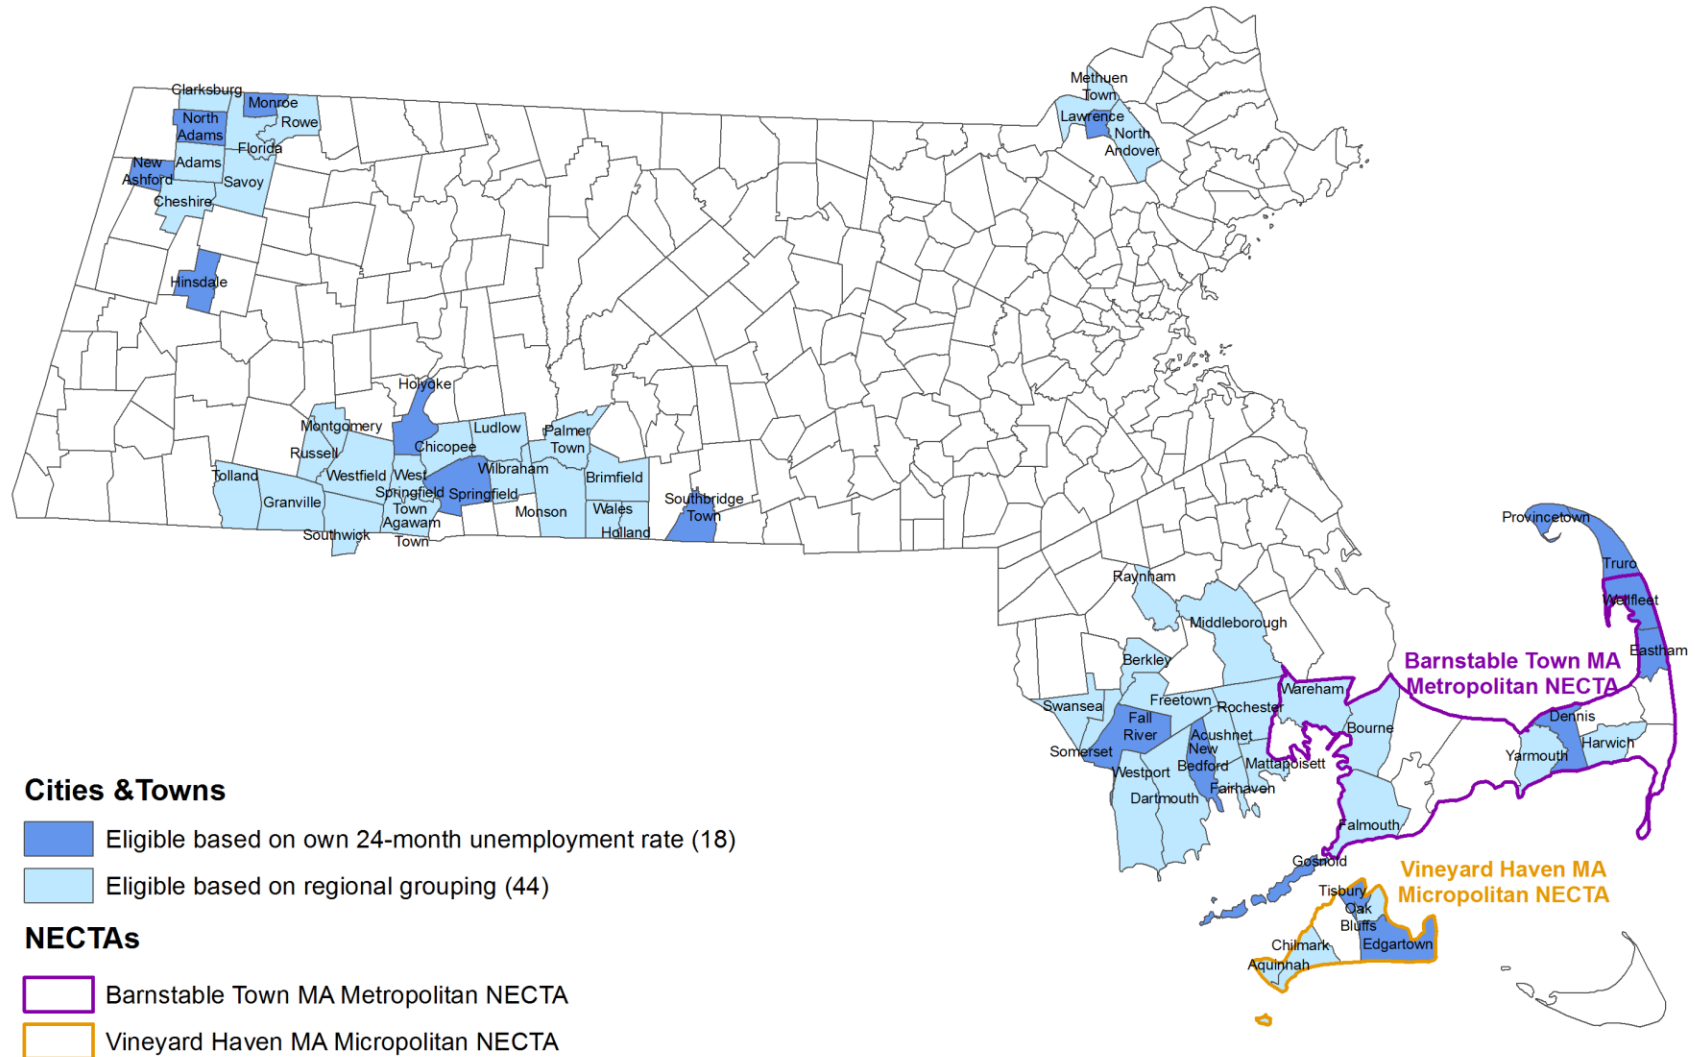 Clarksburg
Monroe
North
Adams
Rowe
Florida
New
Ashford
Adams
Savoy
Cheshire
Hinsdale
Methuen
Town
Lawrence
North
Andover
Holyoke
Montgomery
Ludlow
Palmer
Town
Chicopee
Russell
Wilbraham
Tolland
Westfield
West
Springfield
Town
Springfield
Brimfield
Granville
Agawam
Town
Monson
Wales
Southbridge
Town
Southwick
Holland
Provincetown
Truro
Wellfleet
Eastham
Raynham
Middleborough
Berkley
Barnstable Town MA
Metropolitan NECTA
Swansea
Freetown
Rochester
Wareham
Fall
River
Acushnet
New
Bedford
Bourne
Dennis
Harwich
Yarmouth
Somerset
Westport
Mattapoisett
Dartmouth
Fairhaven
Falmouth
Gosnold
Vineyard Haven MA
Micropolitan NECTA
Tisbury
Oak
Bluffs
Edgartown
Chilmark
Aquinnah
Cities &Towns
Eligible based on own 24-month unemployment rate (18)
Eligible based on regional grouping (44)
NECTAs
Barnstable Town MA Metropolitan NECTA
Vineyard Haven MA Micropolitan NECTA